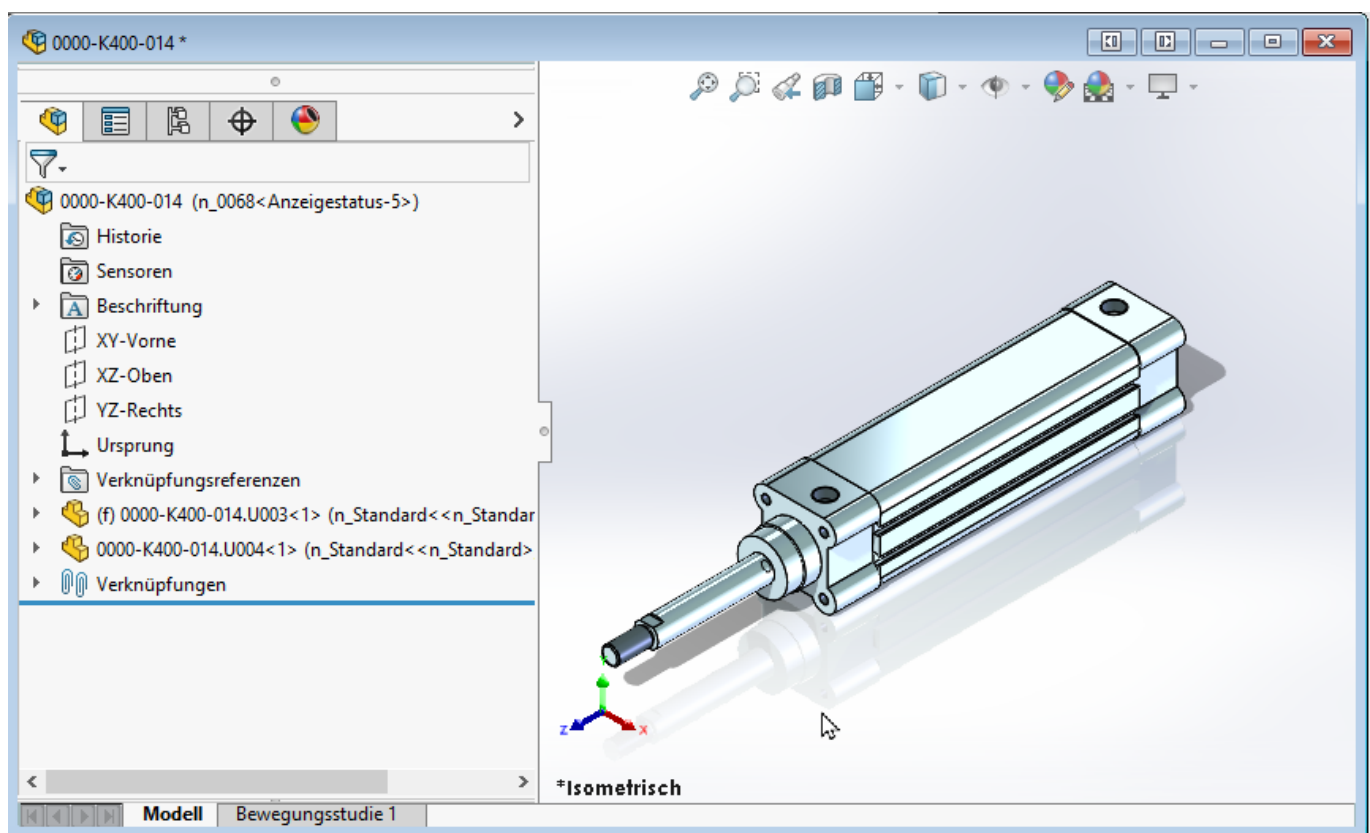 0000-K400-014 *
0000-K400-014 (n_0068<Anzeigestatus-5>)
Historie
Sensoren
A Beschriftung
XY-Vorne
XZ-Oben
YZ-Rechts
Ursprung
Verknüpfungsreferenzen
(f) 0000-K400-014.U003<1> (n_Standard<<n_Standar
0000-K400-014.U004<1> (n_Standard<<n_Standard>
Verknüpfungen
z x
*Isometrisch
Modell Bewegungsstudie 1